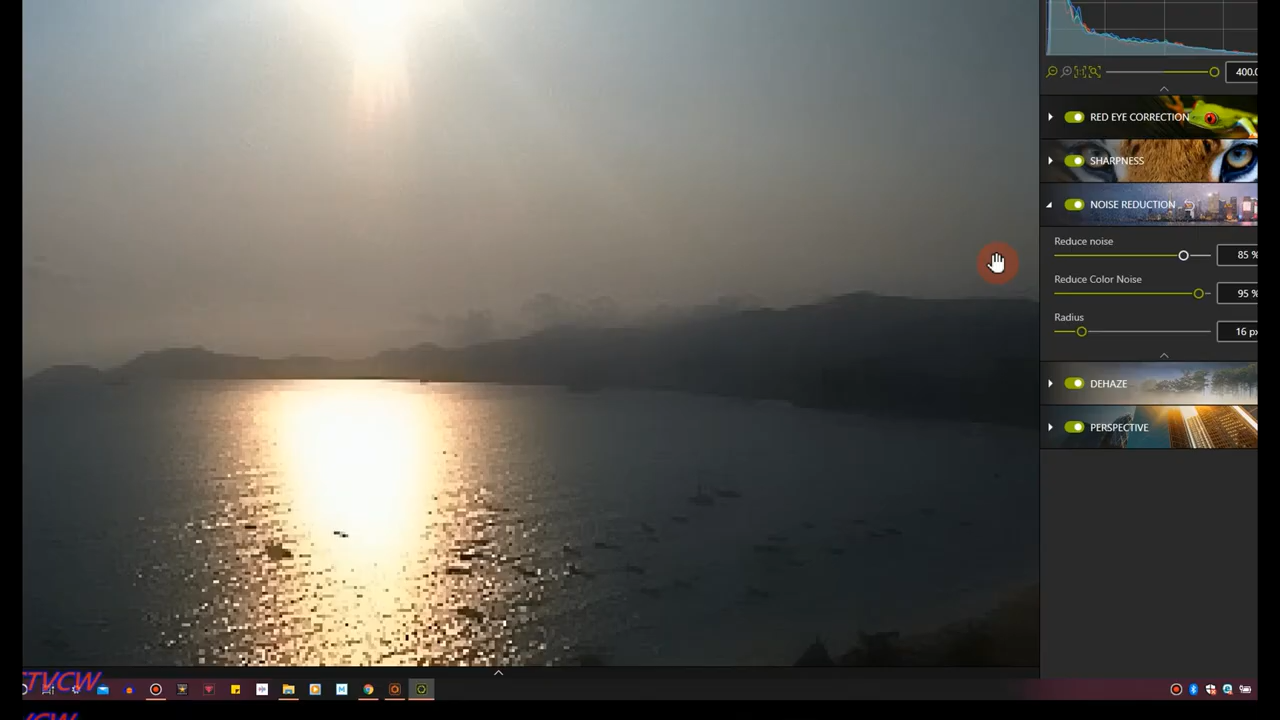 400.0
RED EYE CORRECTION
SHARPNESS
NOISE REDUCTION
Reduce noise
85 %
Reduce Color Noise
95 %
Radius
16 px
DEHAZE
PERSPECTIVE
STVCW